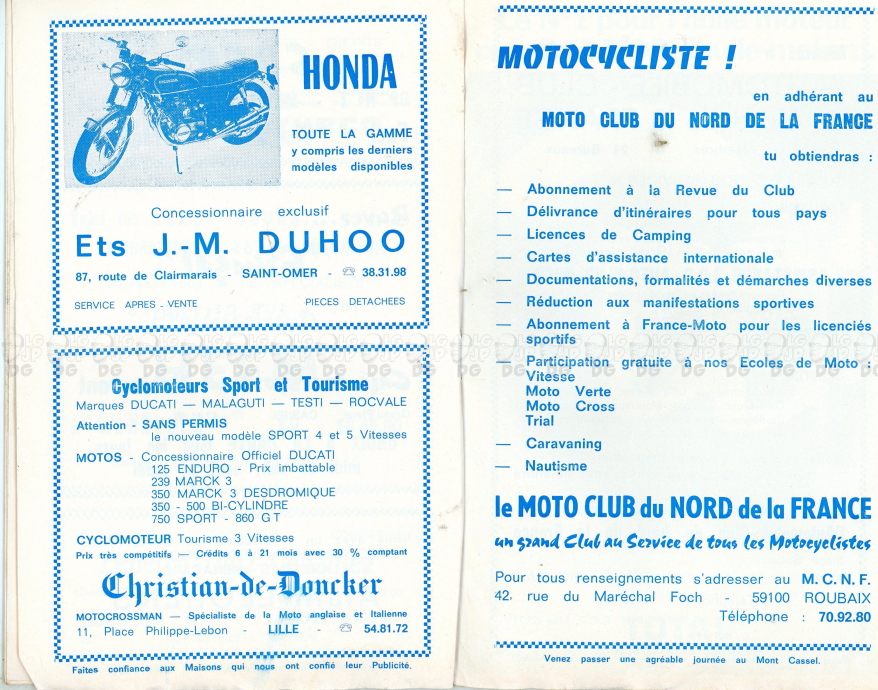 HONDA
TOUTE LA GAMME
y compris les derniers
modèles disponibles
Concessionnaire exclusif
Ets J.-M. DUHOO
87, route de Clairmarais - SAINT-OMER - ☏ 38.31.98
SERVICE APRES - VENTE PIECES DETACHEES
Cyclomoteurs Sport et Tourisme
Marques DUCATI — MALAGUTI — TESTI — ROCVALE
Attention - SANS PERMIS
le nouveau modèle SPORT 4 et 5 Vitesses
MOTOS - Concessionnaire Officiel DUCATI
125 ENDURO - Prix imbattable
239 MARCK 3
350 MARCK 3 DESDROMIQUE
350 - 500 BI-CYLINDRE
750 SPORT - 860 G T
CYCLOMOTEUR Tourisme 3 Vitesses
Prix très compétitifs — Crédits 6 à 21 mois avec 30 % comptant
Christian-de-Doncker
MOTOCROSSMAN — Spécialiste de la Moto anglaise et Italienne
11, Place Philippe-Lebon - LILLE - ☏ 54.81.72
Faites confiance aux Maisons qui nous ont confié leur Publicité.
MOTOCYCLISTE !
en adhérant au
MOTO CLUB DU NORD DE LA FRANCE
tu obtiendras :
— Abonnement à la Revue du Club
— Délivrance d'itinéraires pour tous pays
— Licences de Camping
— Cartes d'assistance internationale
— Documentations, formalités et démarches diverses
— Réduction aux manifestations sportives
— Abonnement à France-Moto pour les licenciés
sportifs
— Participation gratuite à nos Ecoles de Moto :
Vitesse
Moto Verte
Moto Cross
Trial
— Caravaning
— Nautisme
le MOTO CLUB du NORD de la FRANCE
un grand Club au Service de tous les Motocyclistes
Pour tous renseignements s'adresser au M. C. N. F.
42, rue du Maréchal Foch - 59100 ROUBAIX
Téléphone : 70.92.80
Venez passer une agréable journée au Mont Cassel.